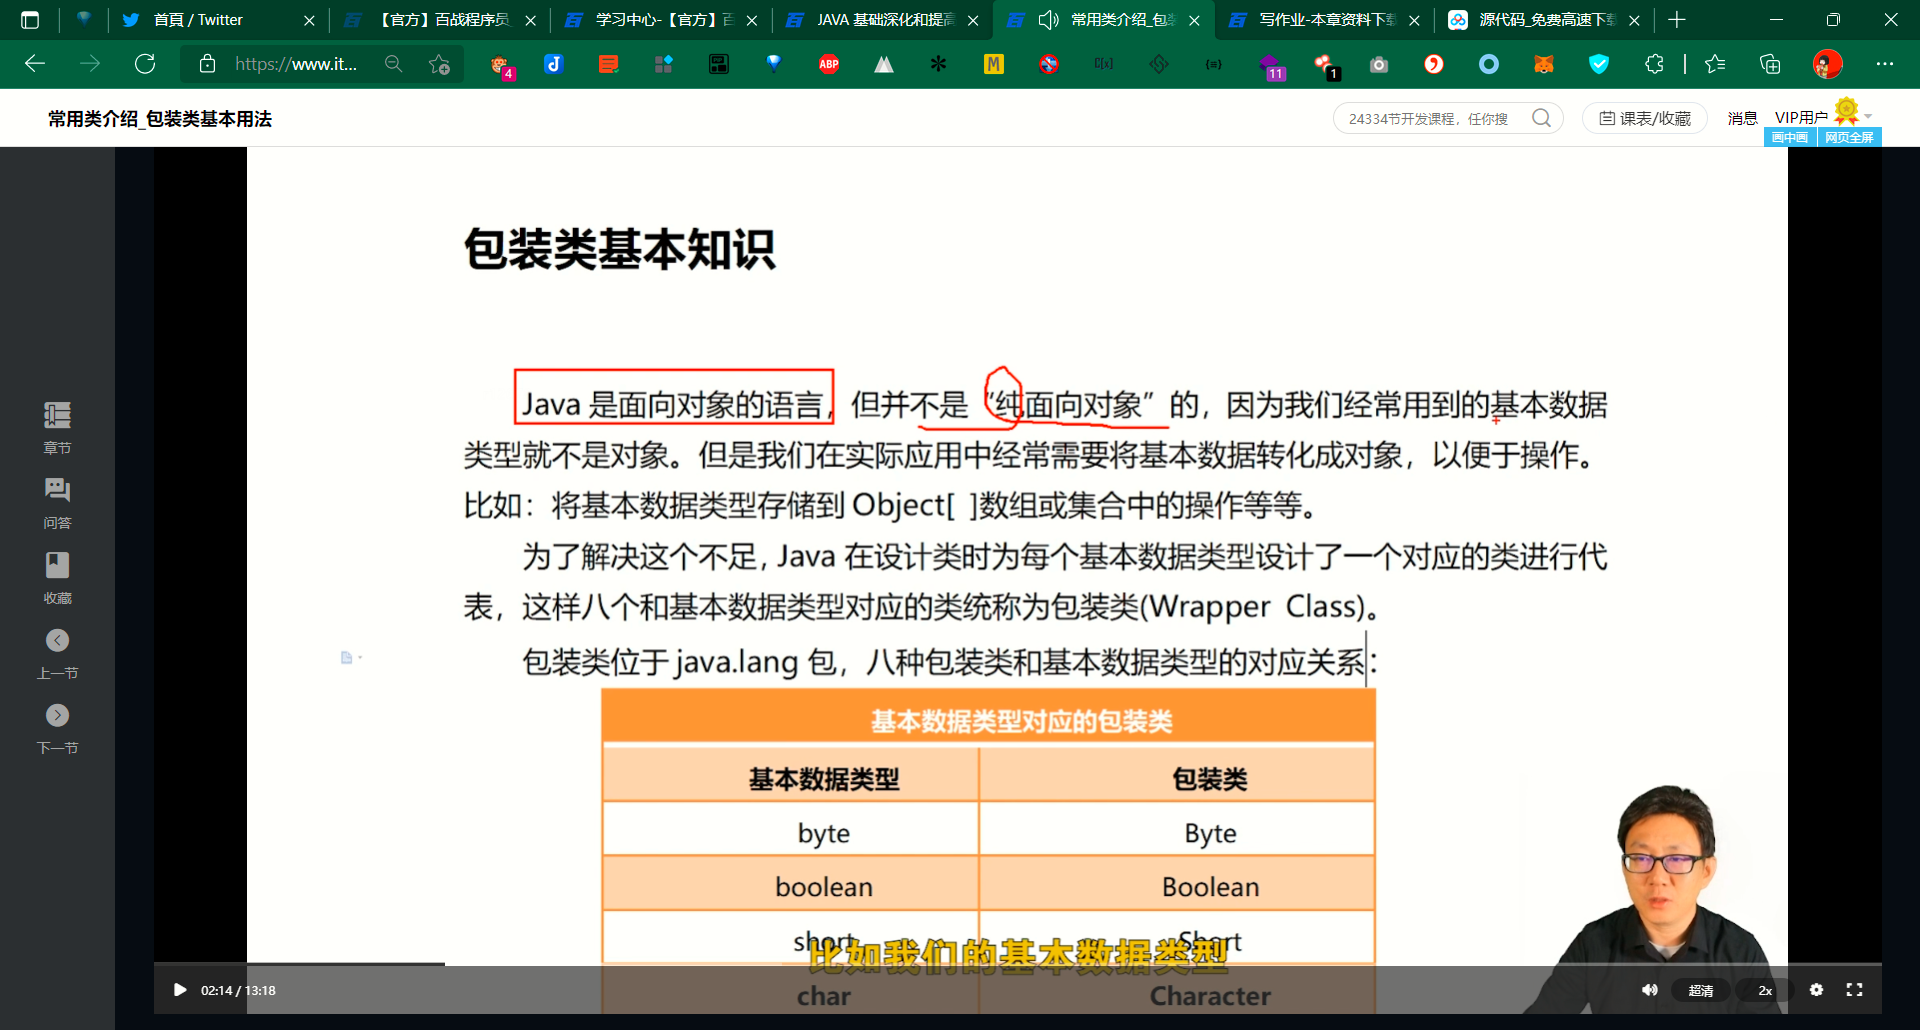 首頁 / Twitter
【官方】百战程序员
学习中心-【官方】百
JAVA 基础深化和提高
常用类介绍_包装
写作业-本章资料下载
源代码_免费高速下载
https://www.it...
4
ABP
M
11
1
常用类介绍_包装类基本用法
24334节开发课程，任你搜
课表/收藏
消息
VIP用户
画中画
网页全屏
章节
问答
收藏
上一节
下一节
包装类基本知识
Java 是面向对象的语言，但并不是 “纯面向对象” 的，因为我们经常用到的基本数据
类型就不是对象。但是我们在实际应用中经常需要将基本数据转化成对象，以便于操作。
比如：将基本数据类型存储到 Object[ ]数组或集合中的操作等等。
为了解决这个不足, Java 在设计类时为每个基本数据类型设计了一个对应的类进行代
表，这样八个和基本数据类型对应的类统称为包装类(Wrapper Class)。
包装类位于 java.lang 包，八种包装类和基本数据类型的对应关系：
基本数据类型对应的包装类
基本数据类型 包装类
byte Byte
boolean Boolean
short Short
比如我们的基本数据类型
char Character
02:14 / 13:18
超清
2x